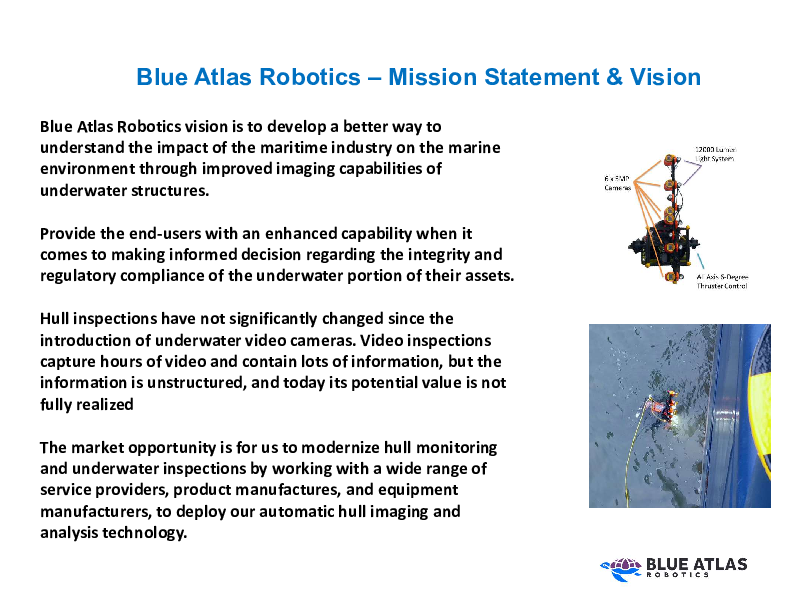 Blue Atlas Robotics – Mission Statement & Vision
Blue Atlas Robotics vision is to develop a better way to
understand the impact of the maritime industry on the marine
environment through improved imaging capabilities of
underwater structures.
Provide the end-users with an enhanced capability when it
comes to making informed decision regarding the integrity and
regulatory compliance of the underwater portion of their assets.
Hull inspections have not significantly changed since the
introduction of underwater video cameras. Video inspections
capture hours of video and contain lots of information, but the
information is unstructured, and today its potential value is not
fully realized
The market opportunity is for us to modernize hull monitoring
and underwater inspections by working with a wide range of
service providers, product manufactures, and equipment
manufacturers, to deploy our automatic hull imaging and
analysis technology.
12000 Lumen
Light System
6 x 5MP
Cameras
Axis 6-Degree
Thruster Control
BLUE ATLAS
ROBOTICS